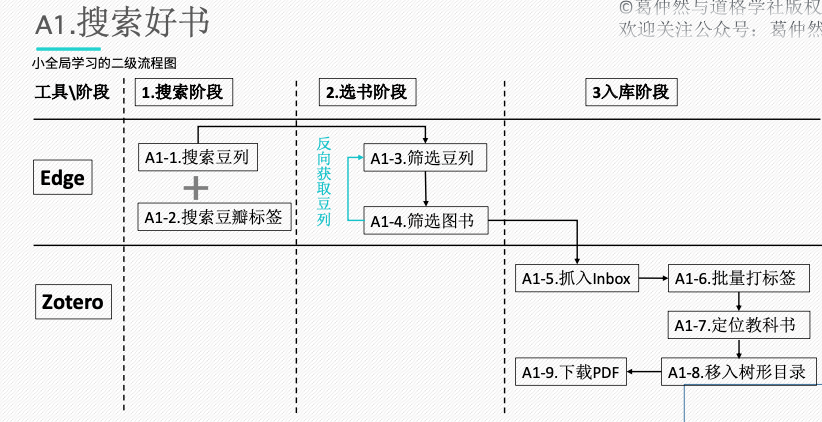 ©葛仲然与道格学社版权
欢迎关注公众号：葛仲然
A1.搜索好书
小全局学习的二级流程图
工具\阶段
1.搜索阶段
2.选书阶段
3入库阶段
Edge
A1-1.搜索豆列
A1-2.搜索豆瓣标签
反向获取豆列
A1-3.筛选豆列
A1-4.筛选图书
Zotero
A1-5.抓入Inbox
A1-6.批量打标签
A1-7.定位教科书
A1-8.移入树形目录
A1-9.下载PDF